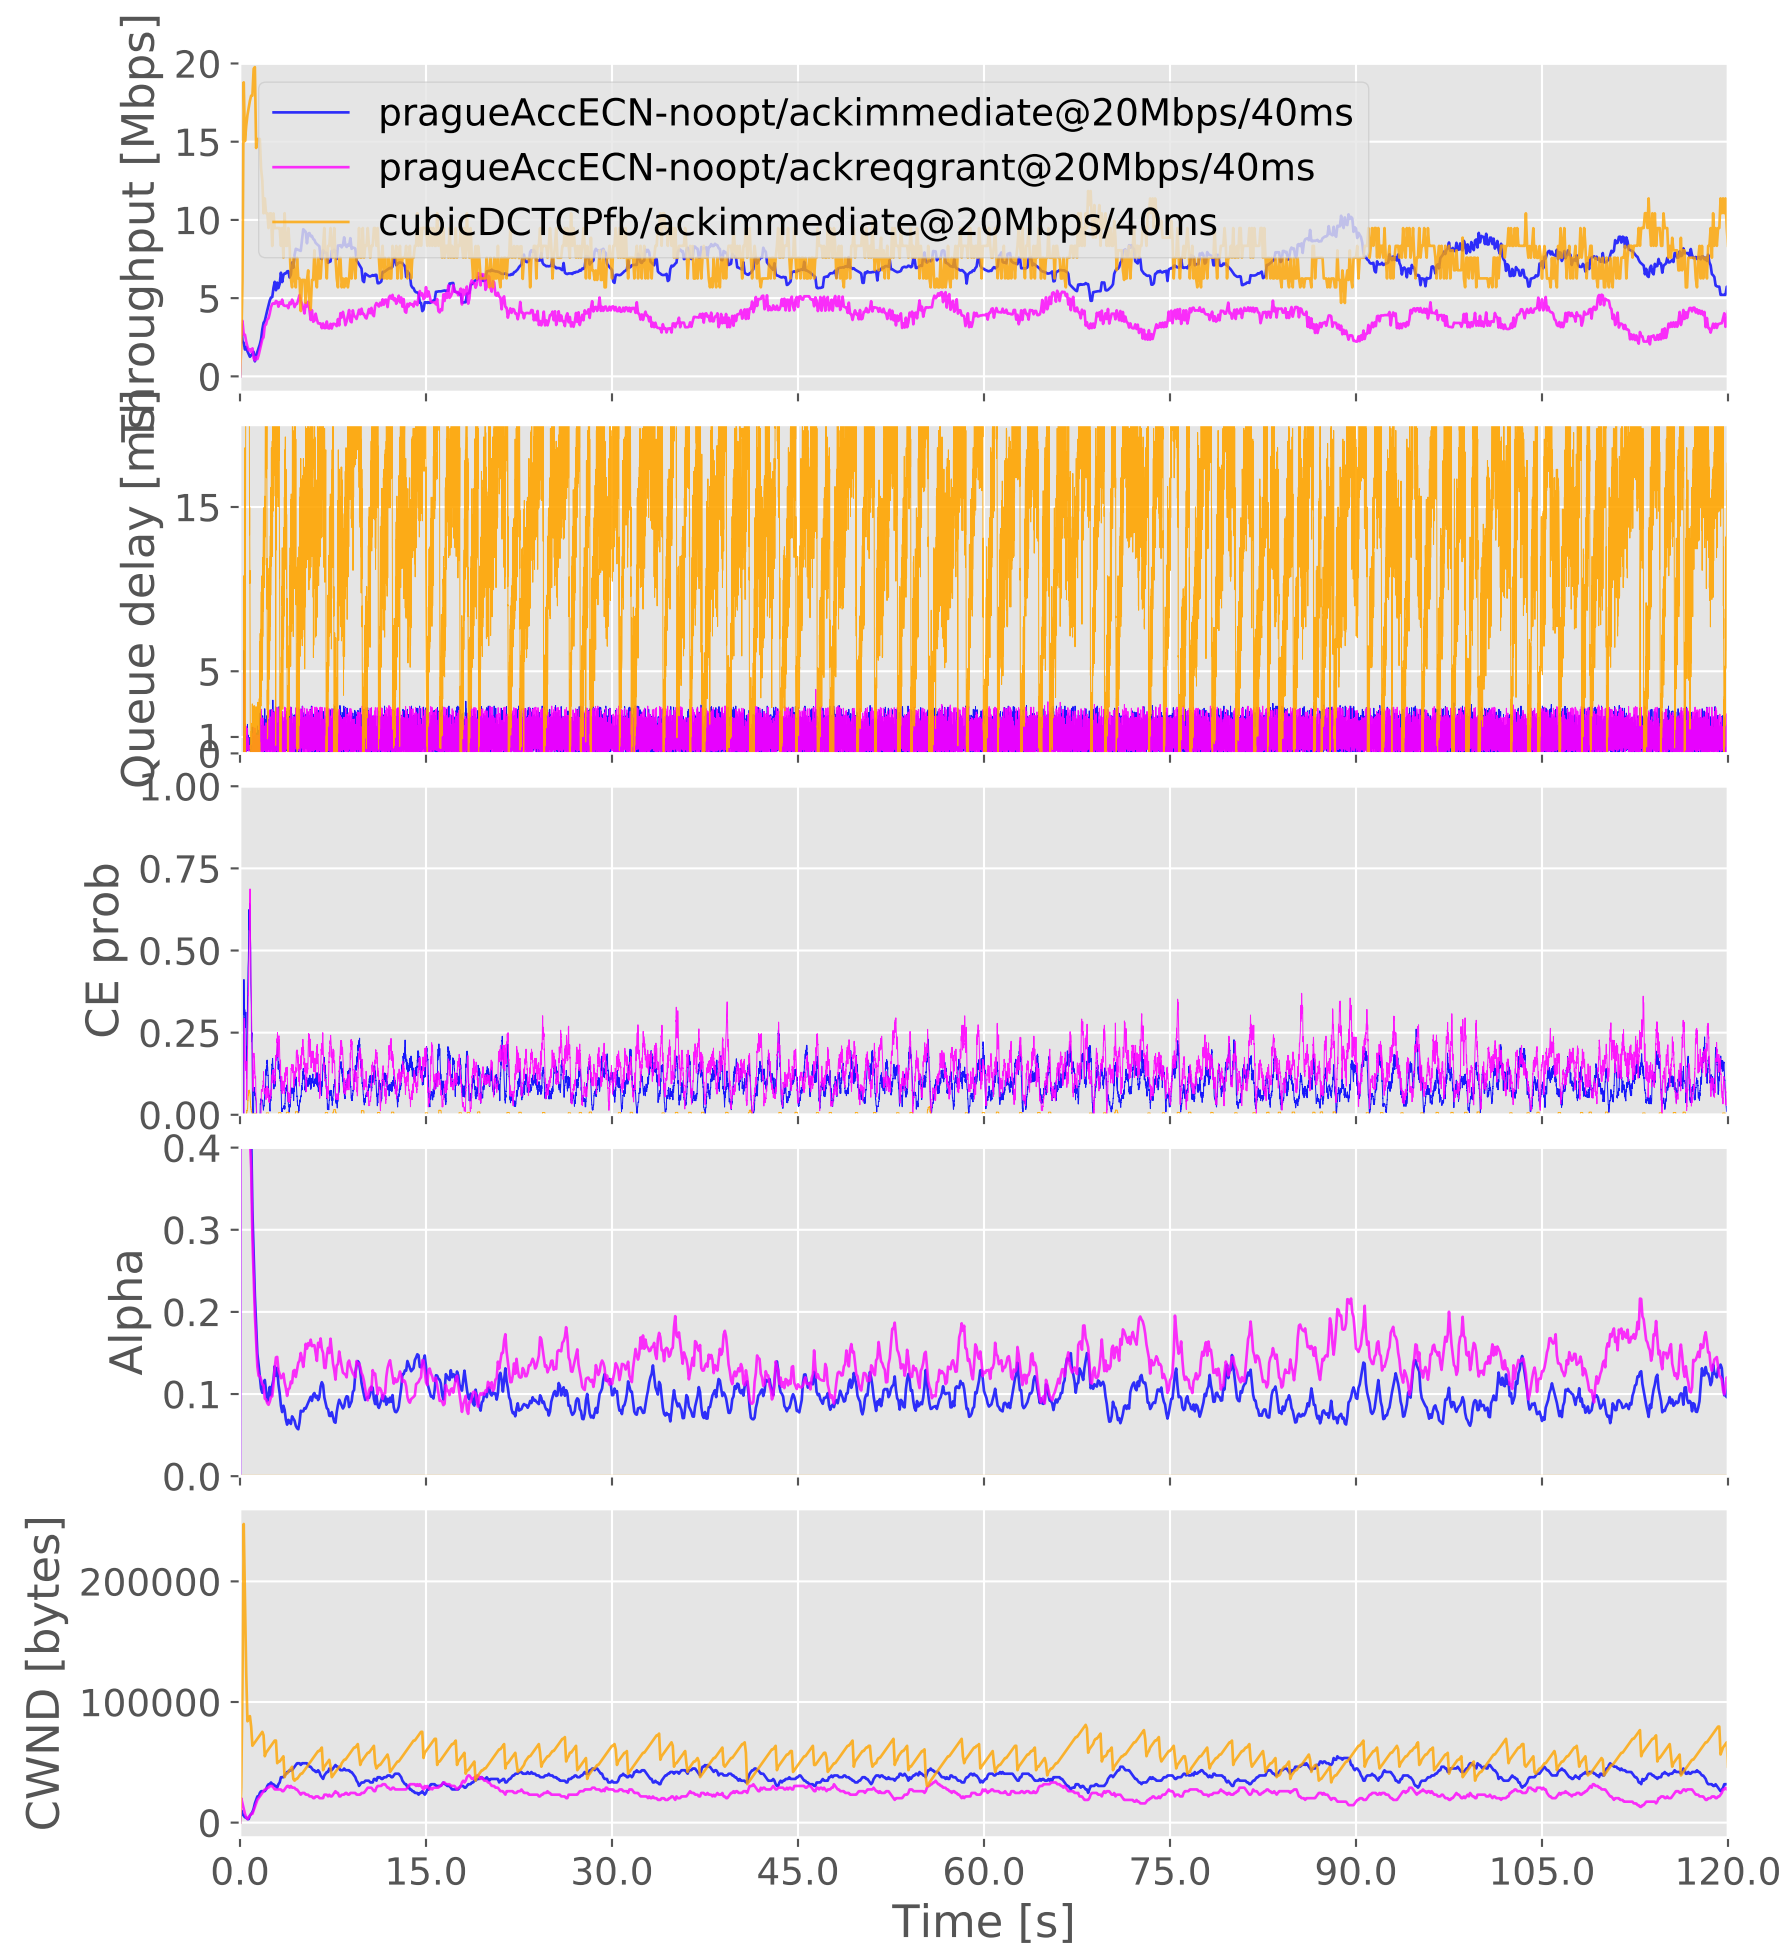 Throughput [Mbps]
20
15
10
5
0
pragueAccECN-noopt/ackimmediate@20Mbps/40ms
pragueAccECN-noopt/ackreqgrant@20Mbps/40ms
cubicDCTCPfb/ackimmediate@20Mbps/40ms
Queue delay [ms]
15
5
1
0
CE prob
1.00
0.75
0.50
0.25
0.00
Alpha
0.4
0.3
0.2
0.1
0.0
CWND [bytes]
200000
100000
0
0.0 15.0 30.0 45.0 60.0 75.0 90.0 105.0 120.0
Time [s]